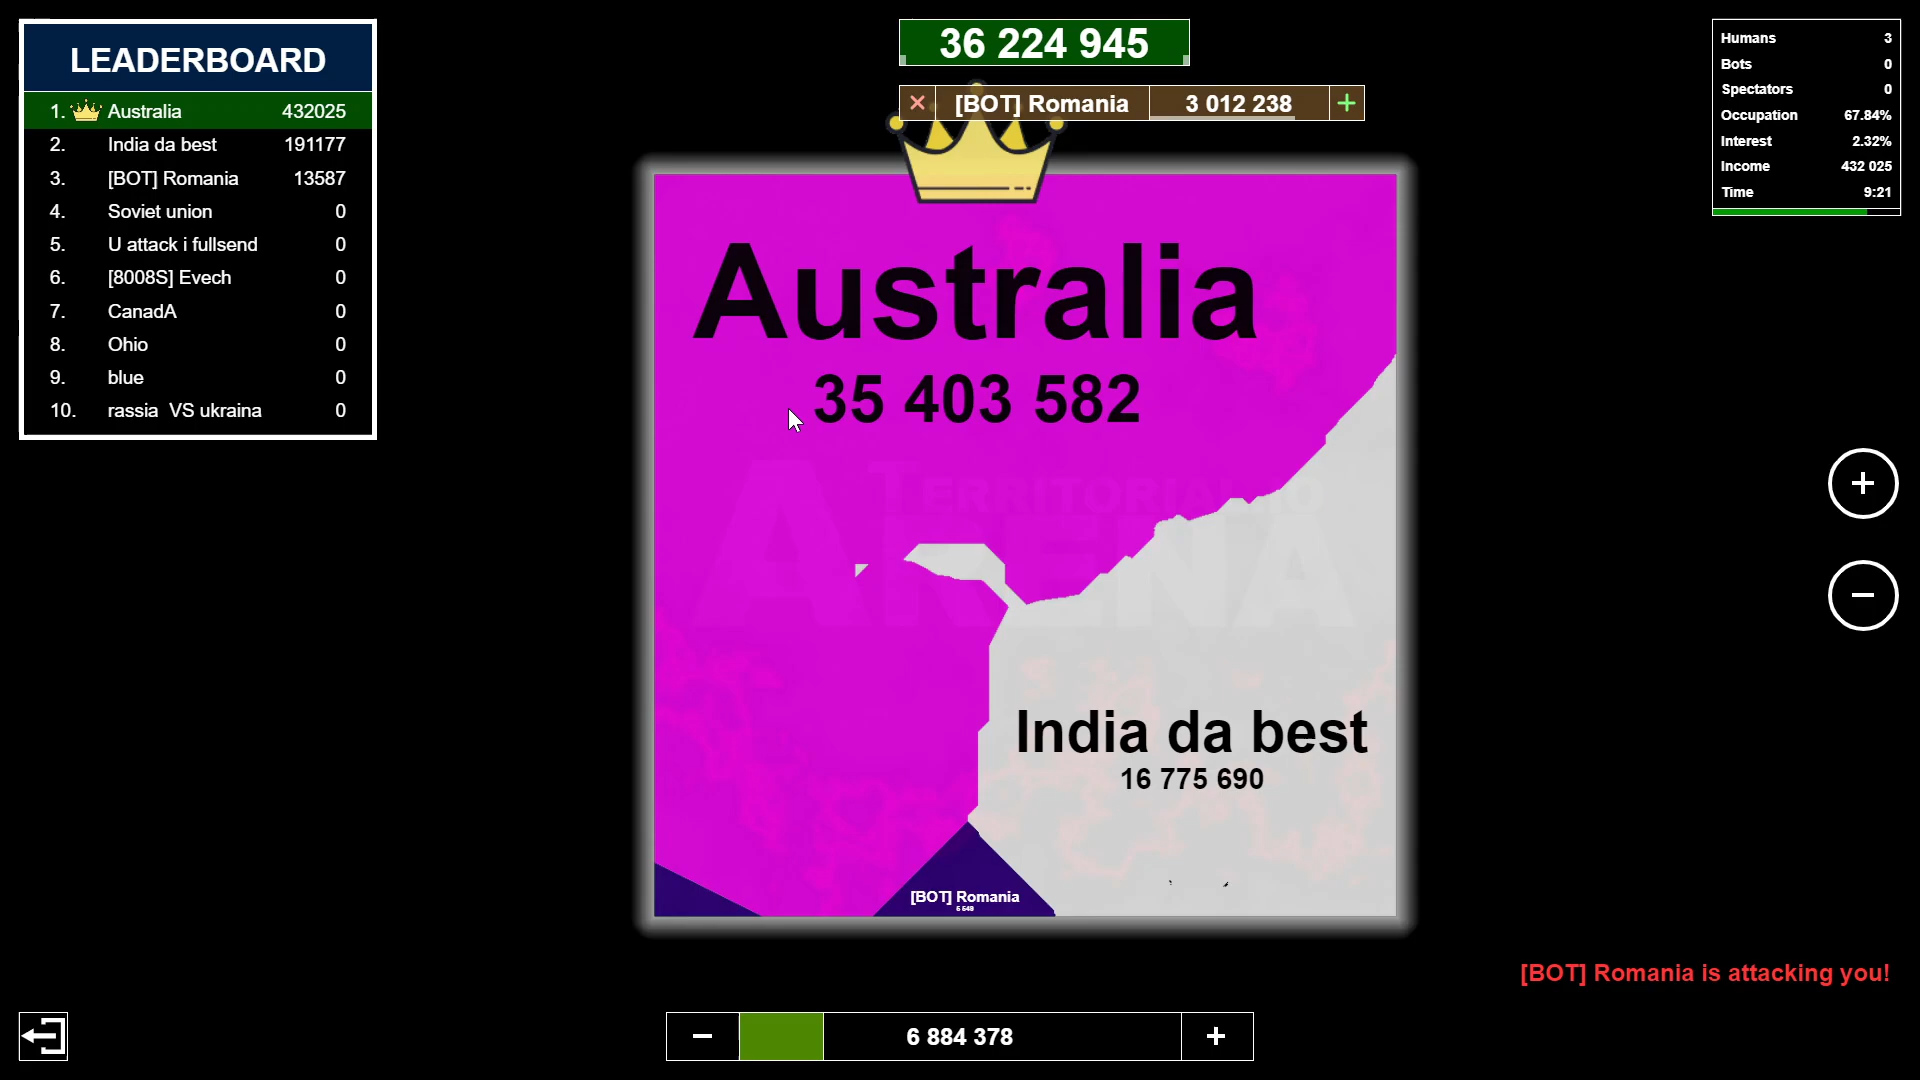 LEADERBOARD
1. Australia 432025
2. India da best 191177
3. [BOT] Romania 13587
4. Soviet union 0
5. U attack i fullsend 0
6. [8008S] Evech 0
7. CanadA 0
8. Ohio 0
9. blue 0
10. rassia VS ukraina 0
36 224 945
[BOT] Romania 3 012 238
Humans 3
Bots 0
Spectators 0
Occupation 67.84%
Interest 2.32%
Income 432 025
Time 9:21
Australia
35 403 582
TERRITORIAL.IO
ARENA
India da best
16 775 690
[BOT] Romania
[BOT] Romania is attacking you!
6 884 378